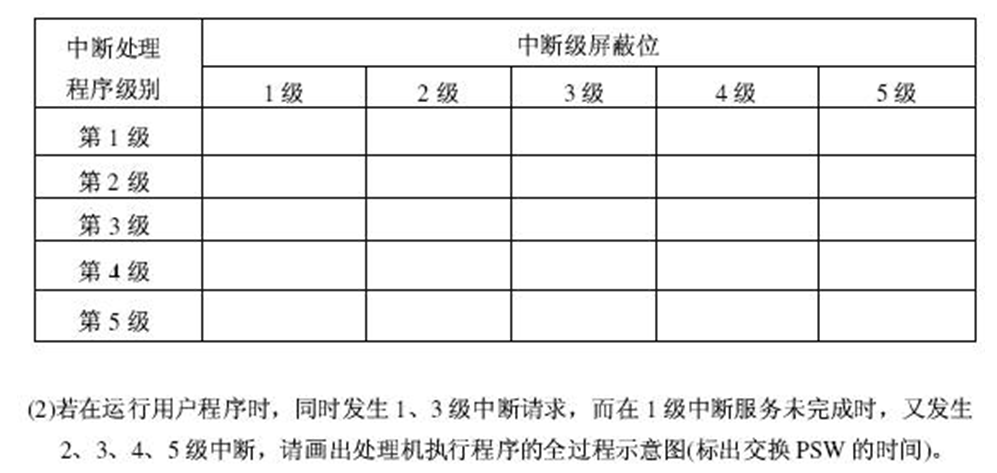 中断处理
程序级别
中断级屏蔽位
1 级 2 级 3 级 4 级 5 级
第 1 级
第 2 级
第 3 级
第 4 级
第 5 级
(2)若在运行用户程序时，同时发生 1、3 级中断请求，而在 1 级中断服务未完成时，又发生
2、3、4、5 级中断，请画出处理机执行程序的全过程示意图(标出交换 PSW 的时间)。